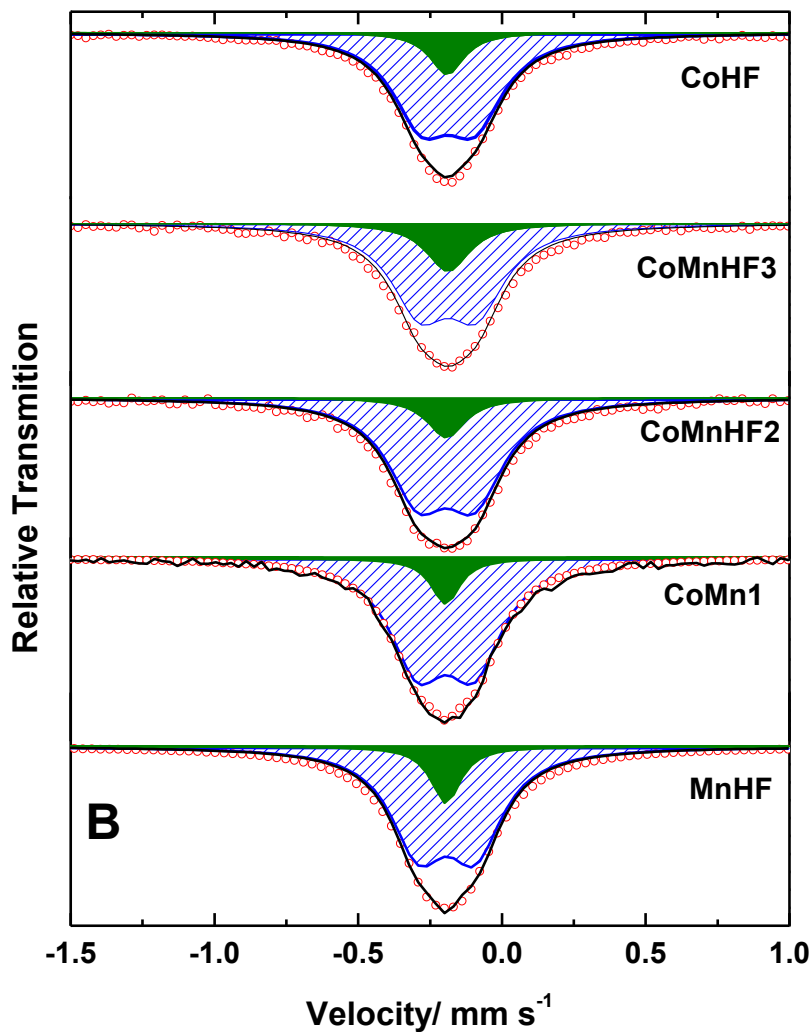 CoHF
CoMnHF3
CoMnHF2
CoMn1
MnHF
B
Relative Transmition
-1.5 -1.0 -0.5 0.0 0.5 1.0
Velocity/ mm s⁻¹